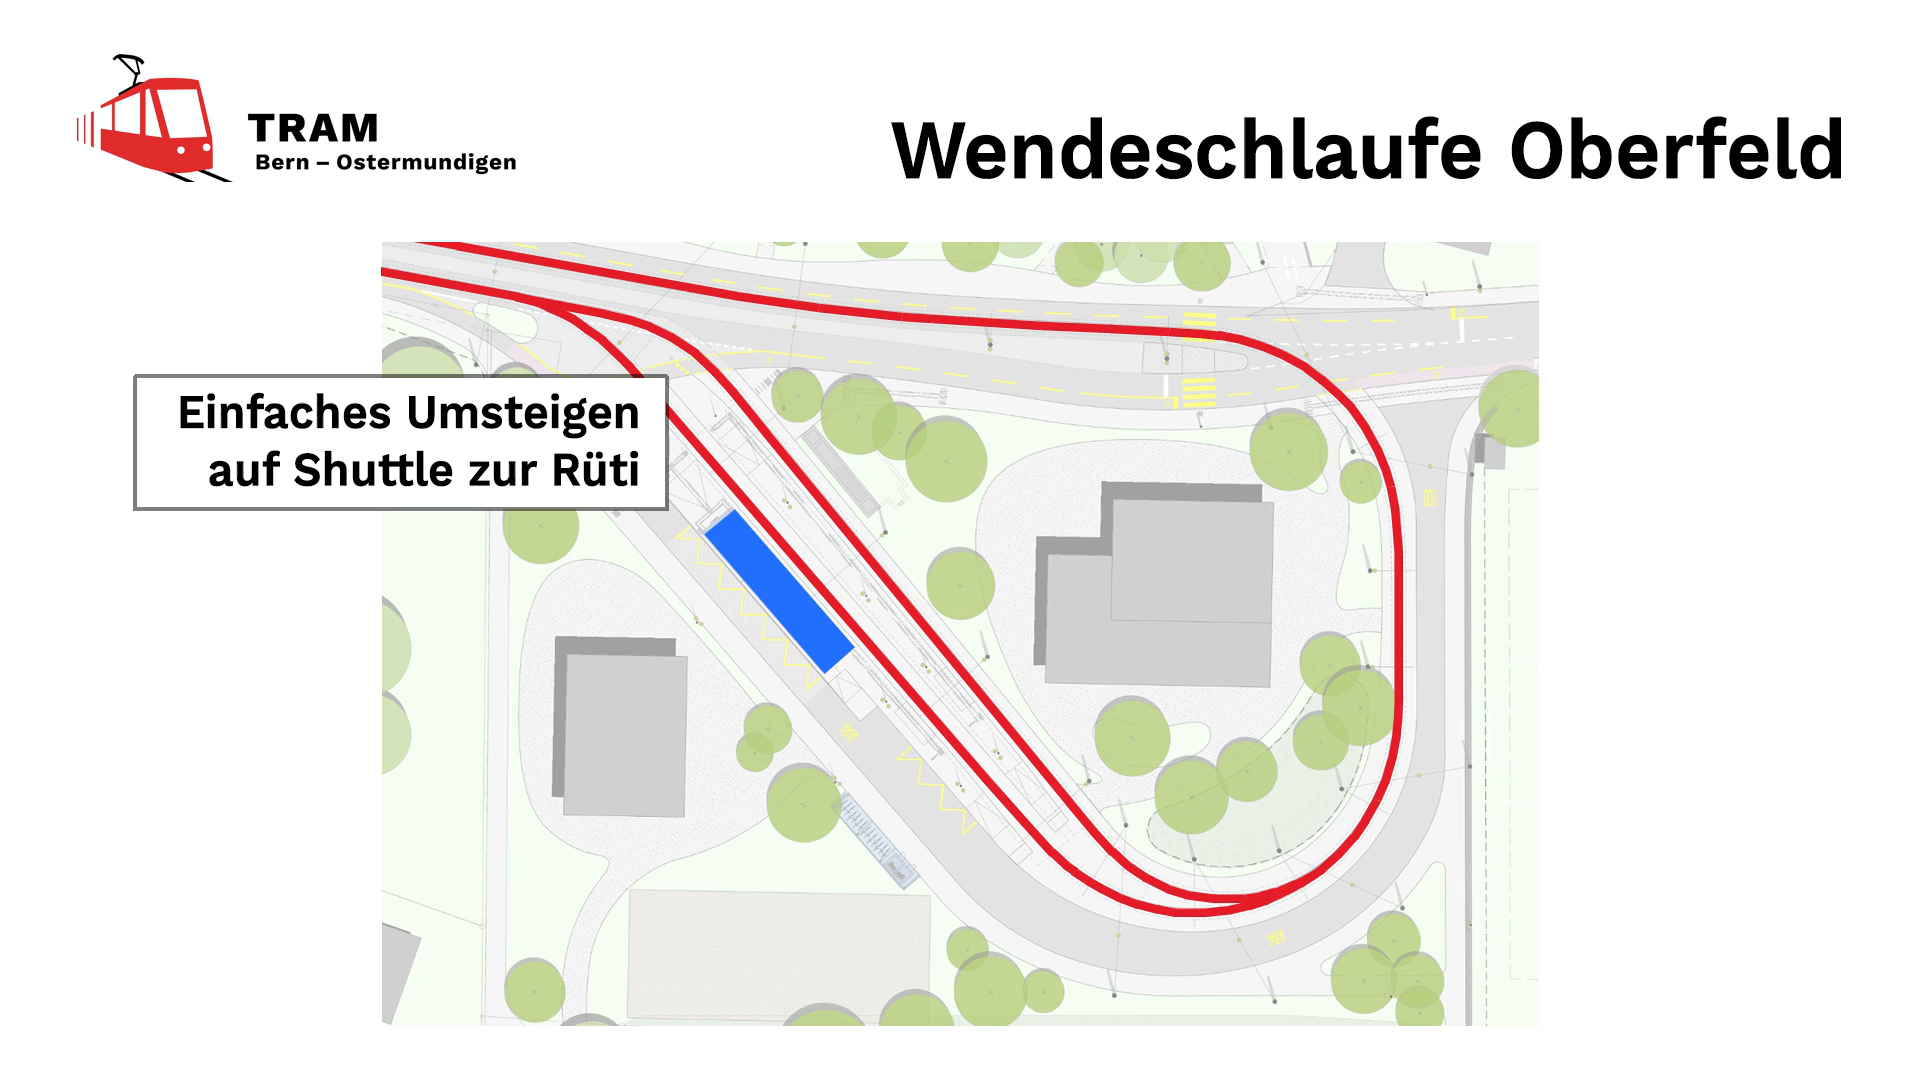 TRAM
Bern – Ostermundigen
Wendeschlaufe Oberfeld
Einfaches Umsteigen
auf Shuttle zur Rüti